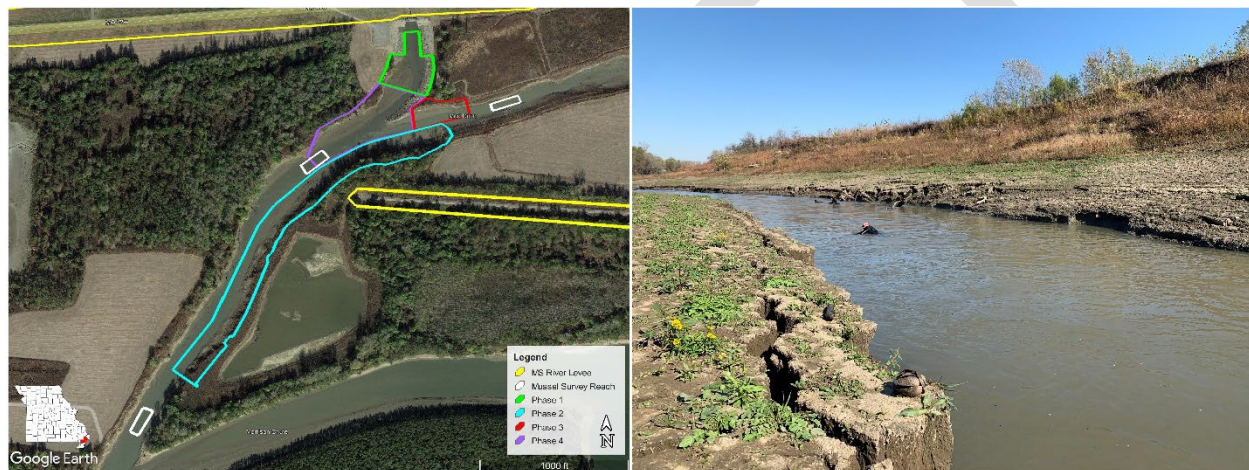 Legend
MS River Levee
Mussel Survey Reach
Phase 1
Phase 2
Phase 3
Phase 4
N
Google Earth
1000 ft